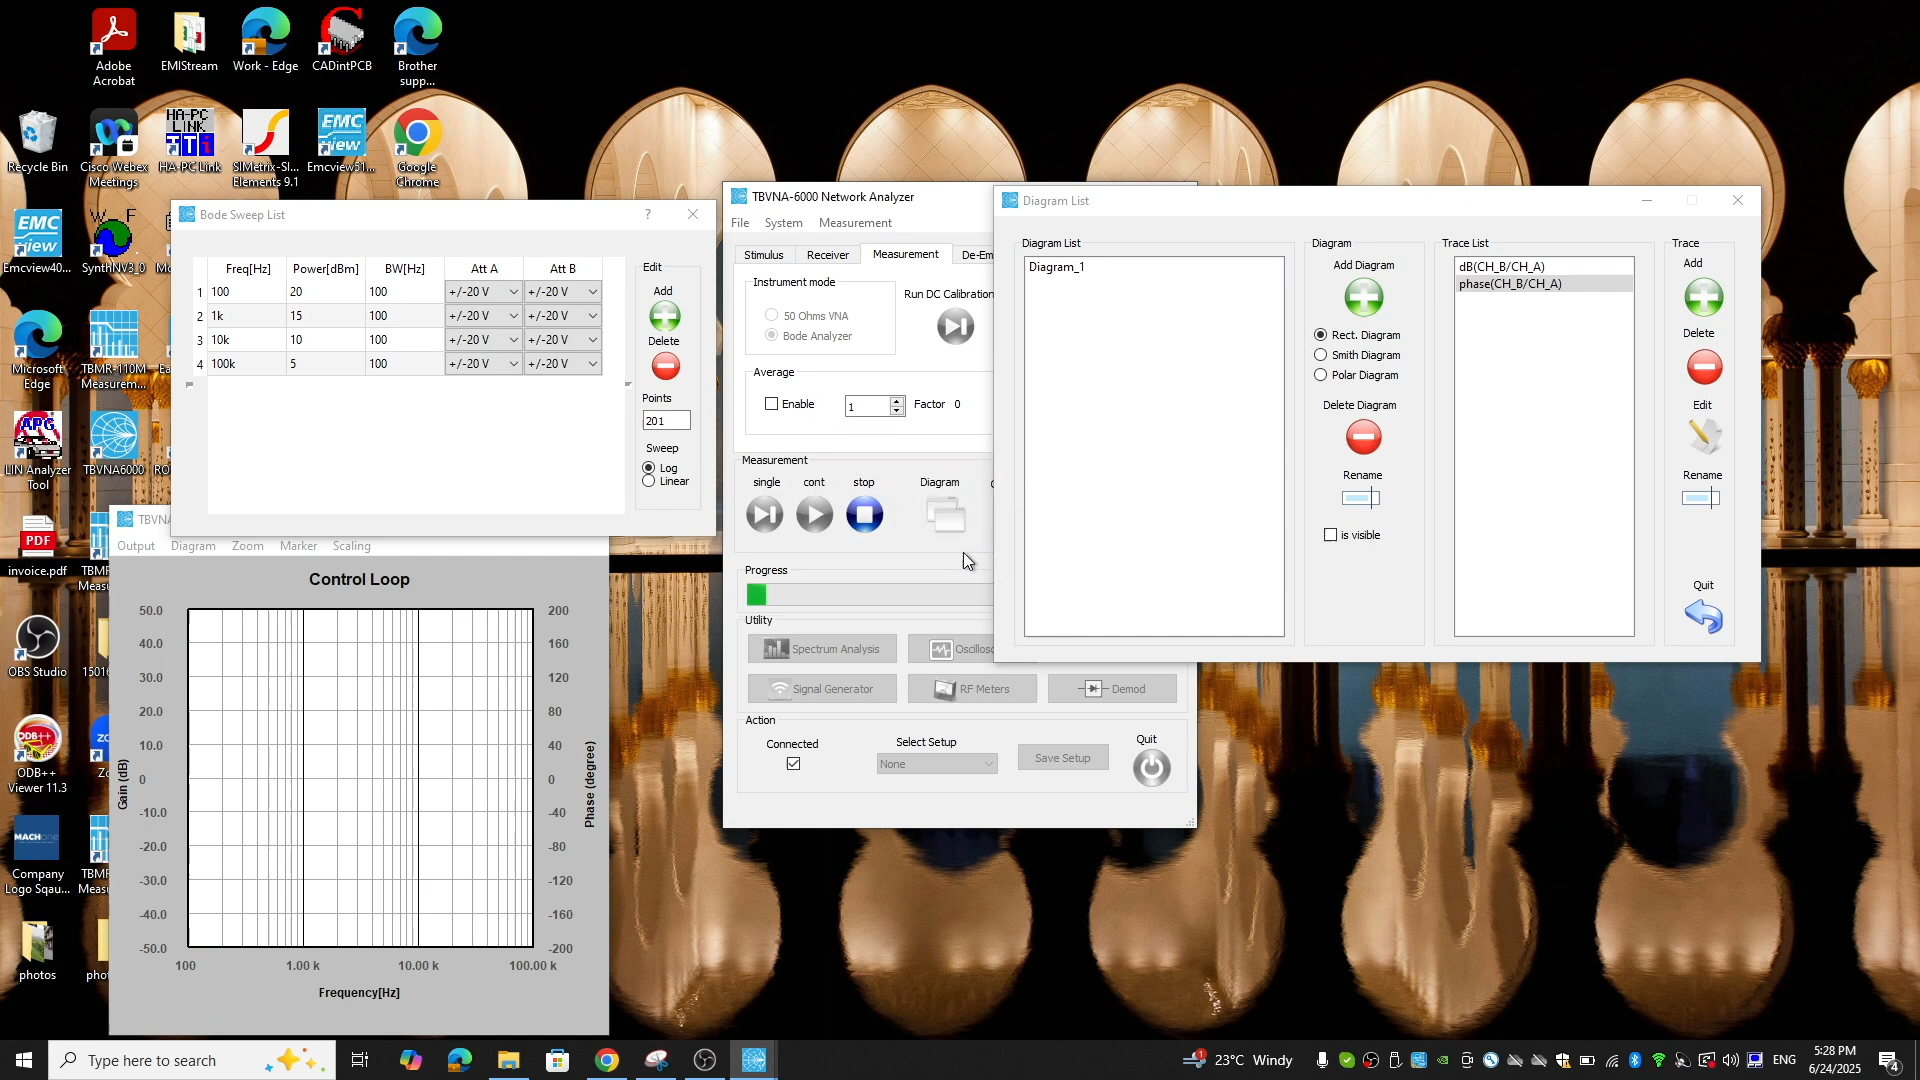 Adobe
Acrobat
EMIStream
Work - Edge
CADintPCB
Brother
supp...
Recycle Bin
Cisco Webex
Meetings
HA-PC Link
SIMetrix-SI...
Elements 9.1
Emcview51...
Google
Chrome
Emcview40...
SynthNV3_0
Microsoft
Edge
TBMR-110M
Measurem...
LIN Analyzer
Tool
TBVNA6000
invoice.pdf
OBS Studio
ODB++
Viewer 11.3
Company
Logo Sqau...
photos
Bode Sweep List
?
Freq[Hz] Power[dBm] BW[Hz] Att A Att B
1 100 20 100 +/-20 V +/-20 V
2 1k 15 100 +/-20 V +/-20 V
3 10k 10 100 +/-20 V +/-20 V
4 100k 5 100 +/-20 V +/-20 V
Edit
Add
Delete
Points
201
Sweep
Log
Linear
TBVNA
Output Diagram Zoom Marker Scaling
Control Loop
50.0
40.0
30.0
20.0
10.0
0
-10.0
-20.0
-30.0
-40.0
-50.0
Gain (dB)
200
160
120
80
40
0
-40
-80
-120
-160
-200
Phase (degree)
100 1.00 k 10.00 k 100.00 k
Frequency[Hz]
TBVNA-6000 Network Analyzer
File System Measurement
Stimulus Receiver Measurement De-Em
Instrument mode
50 Ohms VNA
Bode Analyzer
Run DC Calibration
Average
Enable 1 Factor 0
Measurement
single cont stop Diagram
Progress
Utility
Spectrum Analysis Oscillosc
Signal Generator RF Meters Demod
Action
Connected
Select Setup
None
Save Setup
Quit
Diagram List
Diagram List
Diagram_1
Diagram
Add Diagram
Rect. Diagram
Smith Diagram
Polar Diagram
Delete Diagram
Rename
is visible
Trace List
dB(CH_B/CH_A)
phase(CH_B/CH_A)
Trace
Add
Delete
Edit
Rename
Quit
Type here to search
23°C Windy
ENG
5:28 PM
6/24/2025
4